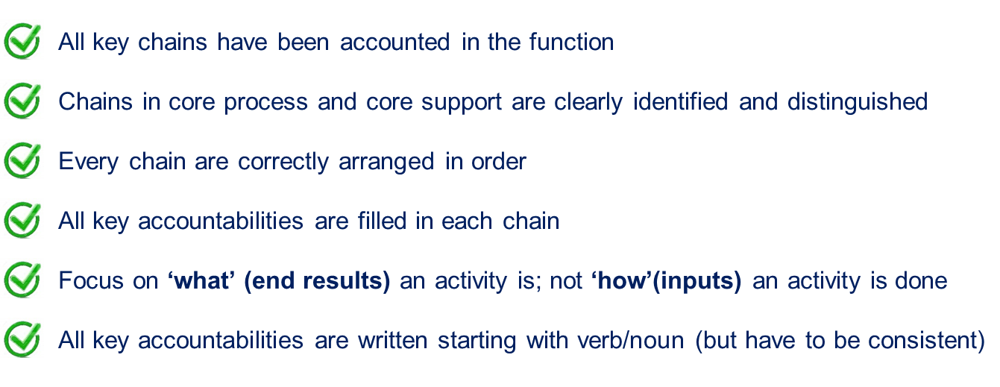 All key chains have been accounted in the function
Chains in core process and core support are clearly identified and distinguished
Every chain are correctly arranged in order
All key accountabilities are filled in each chain
Focus on ‘what’ (end results) an activity is; not ‘how’(inputs) an activity is done
All key accountabilities are written starting with verb/noun (but have to be consistent)